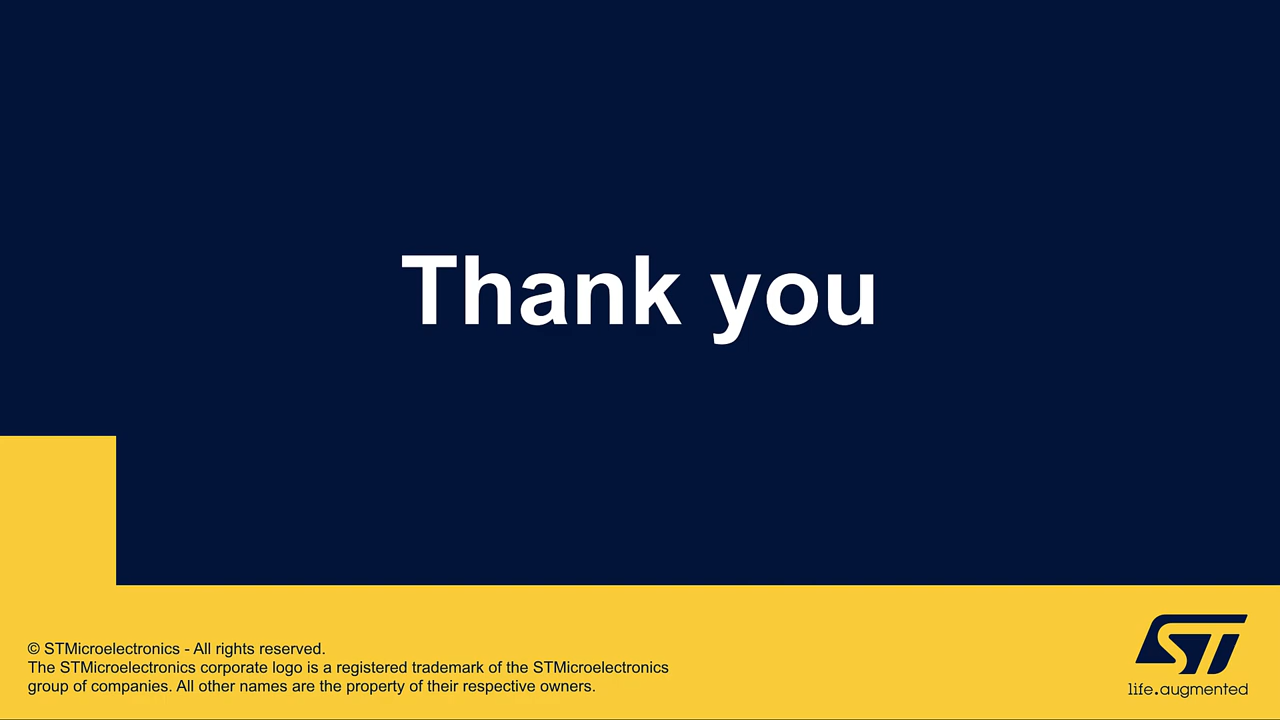 Thank you
© STMicroelectronics - All rights reserved.
The STMicroelectronics corporate logo is a registered trademark of the STMicroelectronics
group of companies. All other names are the property of their respective owners.
ST
life.augmented